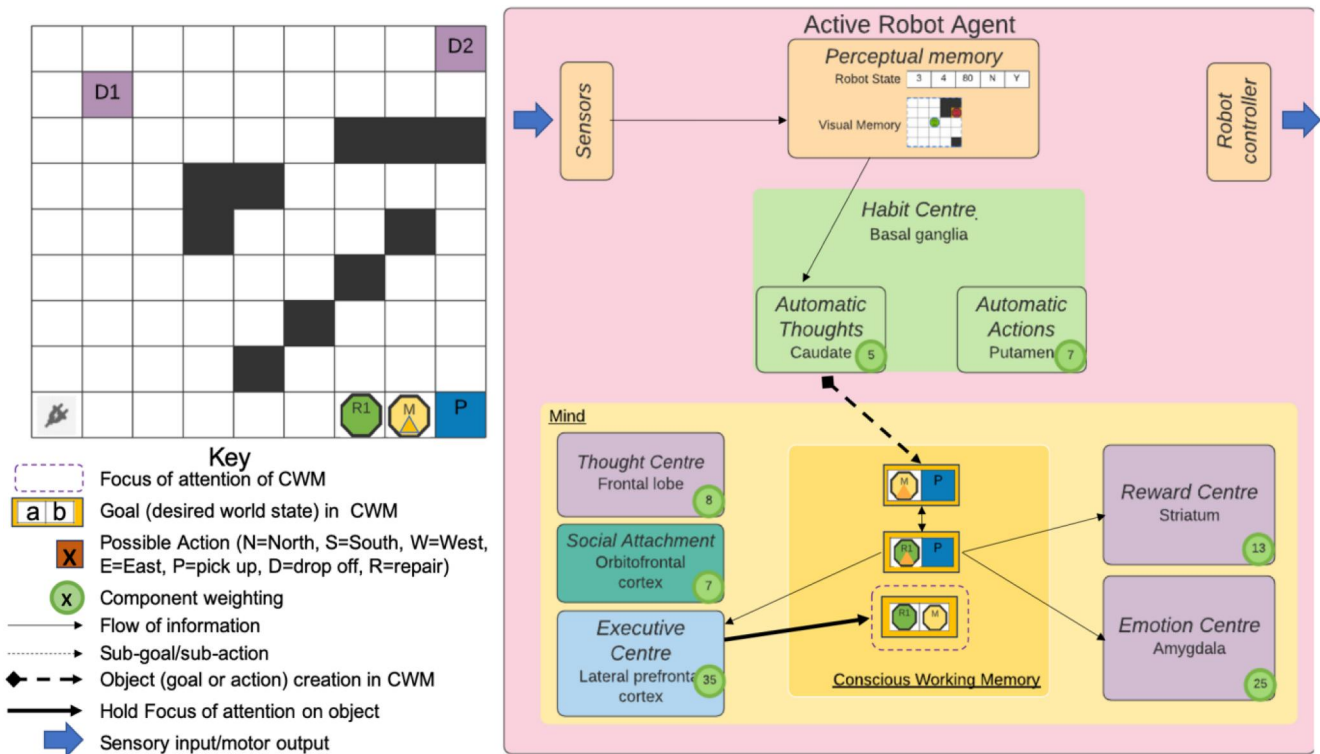 D2
D1
R1 M P
Key
Focus of attention of CWM
a b Goal (desired world state) in CWM
X Possible Action (N=North, S=South, W=West,
E=East, P=pick up, D=drop off, R=repair)
x Component weighting
Flow of information
Sub-goal/sub-action
Object (goal or action) creation in CWM
Hold Focus of attention on object
Sensory input/motor output
Active Robot Agent
Sensors
Perceptual memory
Robot State 3 4 80 N Y
Visual Memory
Robot
controller
Habit Centre
Basal ganglia
Automatic
Thoughts
Caudate 5
Automatic
Actions
Putamen 7
Mind
Thought Centre
Frontal lobe
8
Social Attachment
Orbitofrontal
cortex
7
Executive
Centre
Lateral prefrontal
cortex
35
M P
R1 P
R1 M
Conscious Working Memory
Reward Centre
Striatum
13
Emotion Centre
Amygdala
25